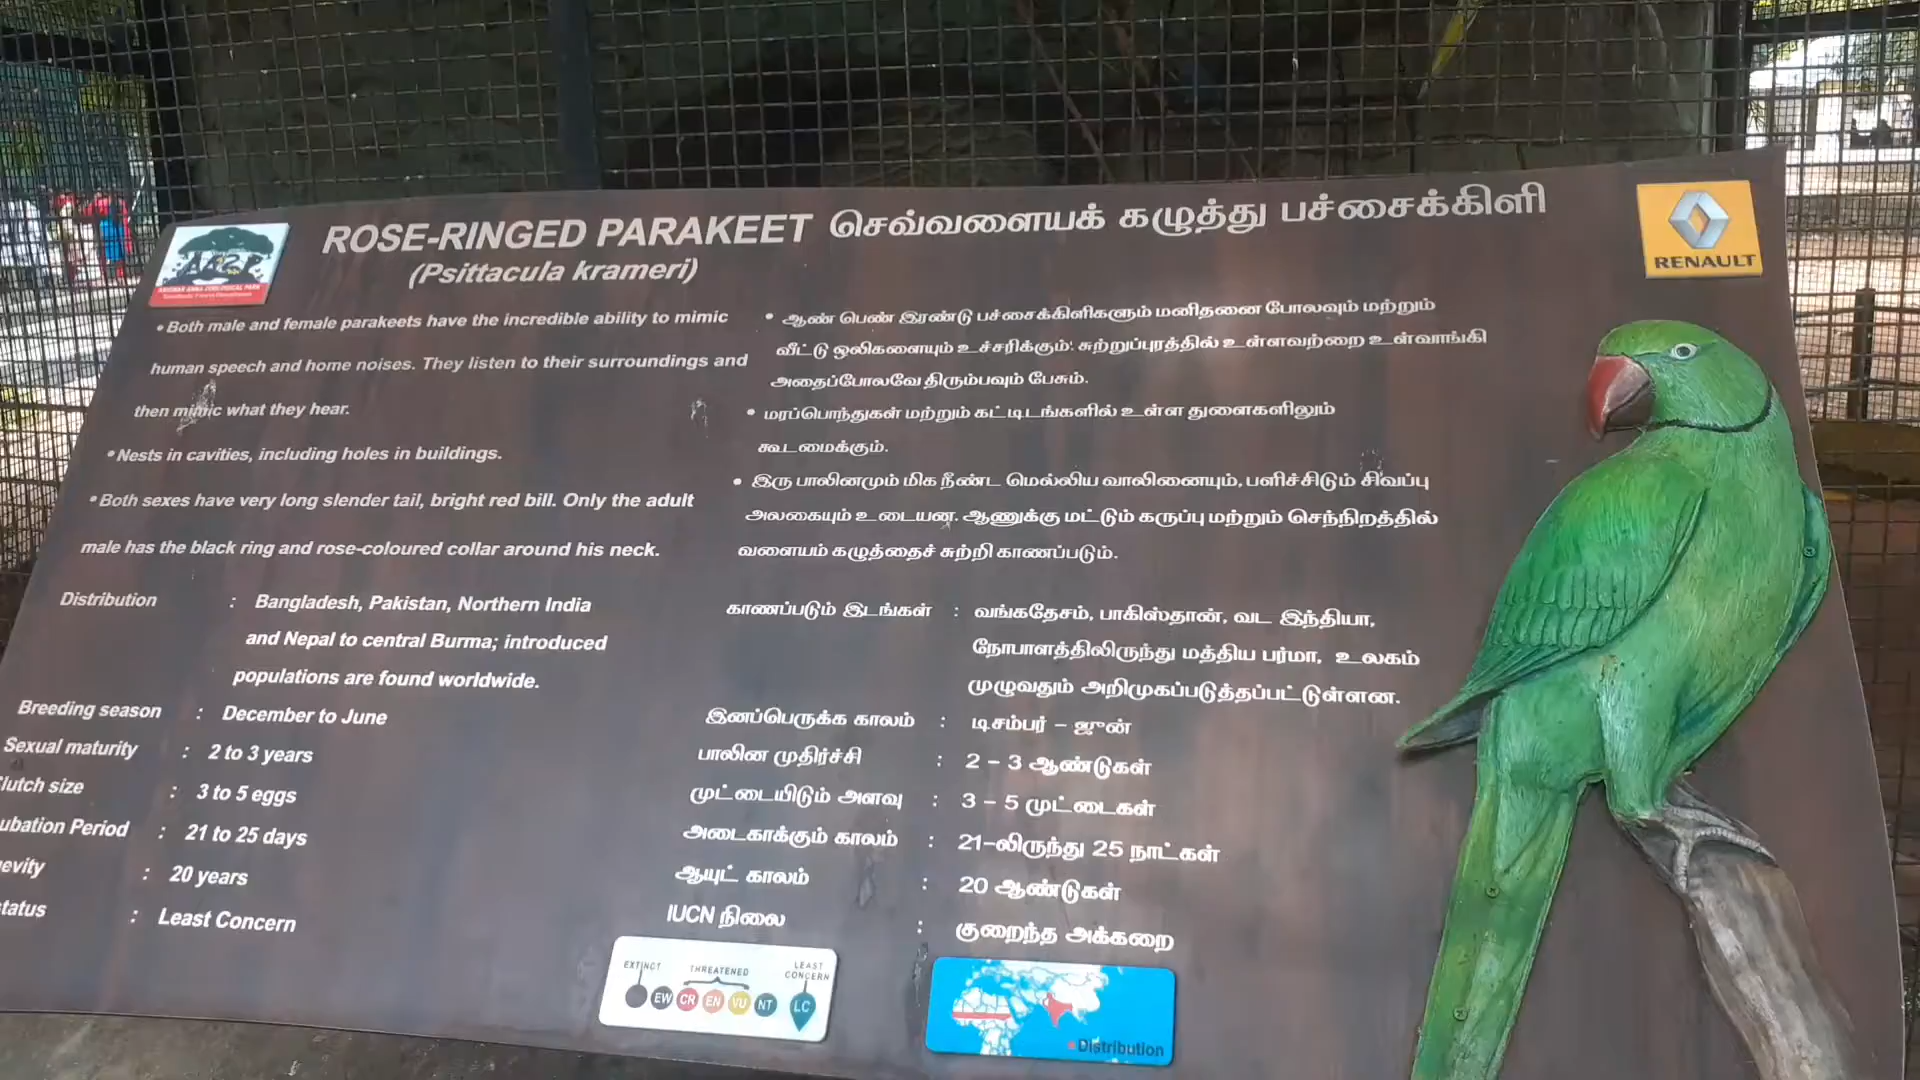 ROSE-RINGED PARAKEET செவ்வளையக் கழுத்து பச்சைக்கிளி
(Psittacula krameri)
RENAULT
ARIGNAR ANNA ZOOLOGICAL PARK
• Both male and female parakeets have the incredible ability to mimic
human speech and home noises. They listen to their surroundings and
then mimic what they hear.
• Nests in cavities, including holes in buildings.
• Both sexes have very long slender tail, bright red bill. Only the adult
male has the black ring and rose-coloured collar around his neck.
Distribution : Bangladesh, Pakistan, Northern India
and Nepal to central Burma; introduced
populations are found worldwide.
Breeding season : December to June
Sexual maturity : 2 to 3 years
lutch size : 3 to 5 eggs
ubation Period : 21 to 25 days
evity : 20 years
tatus : Least Concern
• ஆண் பெண் இரண்டு பச்சைக்கிளிகளும் மனிதனை போலவும் மற்றும்
வீட்டு ஒலிகளையும் உச்சரிக்கும். சுற்றுப்புரத்தில் உள்ளவற்றை உள்வாங்கி
அதைப்போலவே திரும்பவும் பேசும்.
• மரப்பொந்துகள் மற்றும் கட்டிடங்களில் உள்ள துளைகளிலும்
கூடமைக்கும்.
• இரு பாலினமும் மிக நீண்ட மெல்லிய வாலினையும், பளிச்சிடும் சிவப்பு
அலகையும் உடையன. ஆணுக்கு மட்டும் கருப்பு மற்றும் செந்நிறத்தில்
வளையம் கழுத்தைச் சுற்றி காணப்படும்.
காணப்படும் இடங்கள் : வங்கதேசம், பாகிஸ்தான், வட இந்தியா,
நேபாளத்திலிருந்து மத்திய பர்மா, உலகம்
முழுவதும் அறிமுகப்படுத்தப்பட்டுள்ளன.
இனப்பெருக்க காலம் : டிசம்பர் – ஜுன்
பாலின முதிர்ச்சி : 2 – 3 ஆண்டுகள்
முட்டையிடும் அளவு : 3 – 5 முட்டைகள்
அடைகாக்கும் காலம் : 21–லிருந்து 25 நாட்கள்
ஆயுட் காலம் : 20 ஆண்டுகள்
IUCN நிலை : குறைந்த அக்கறை
EXTINCT THREATENED LEAST CONCERN
EW CR EN VU NT LC
Distribution